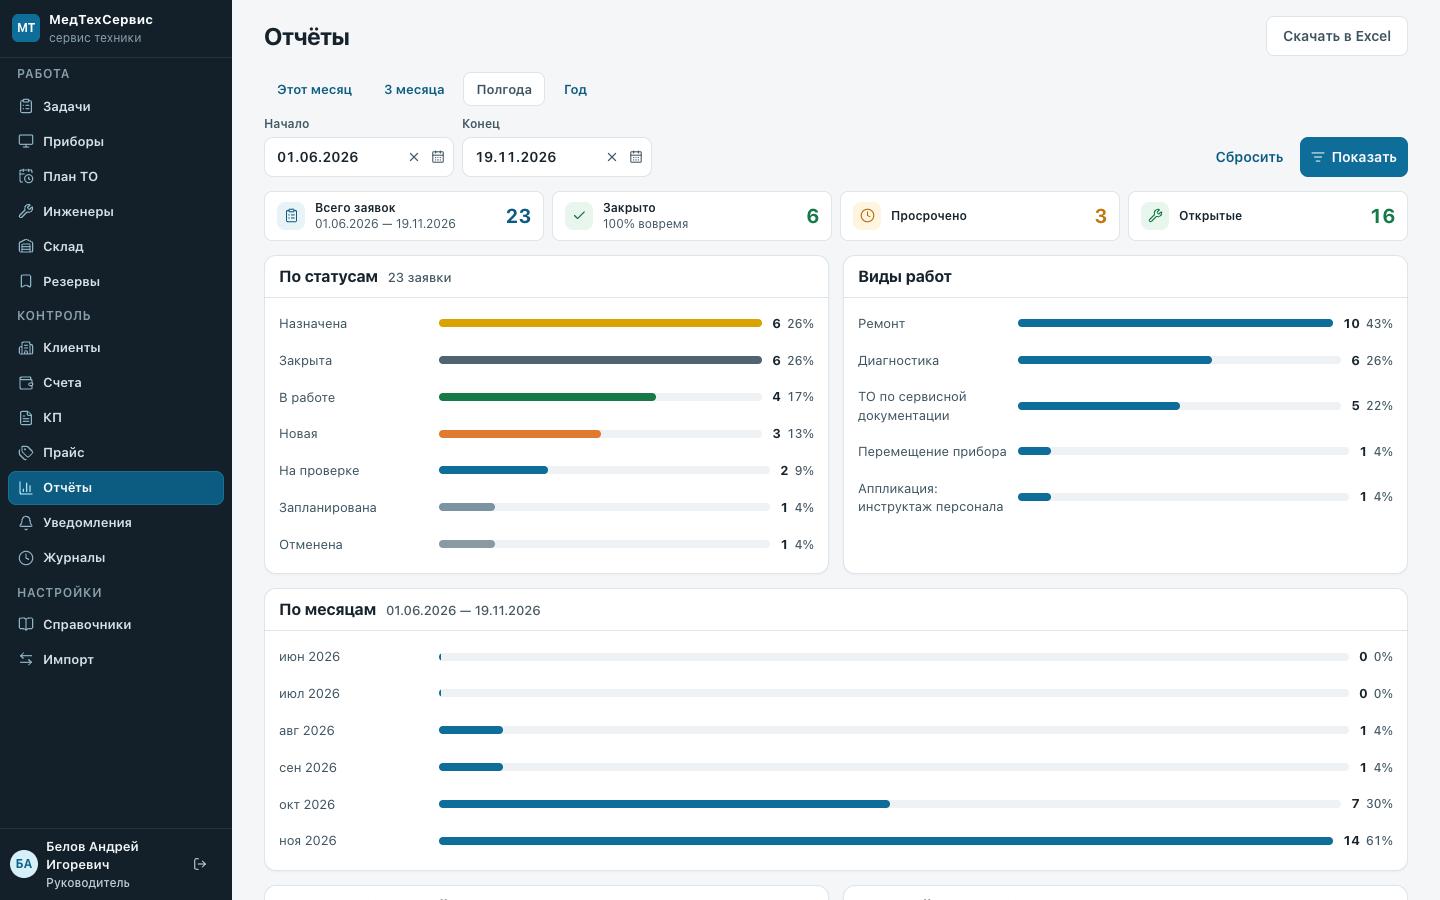 МТ
МедТехСервис
сервис техники
РАБОТА
Задачи
Приборы
План ТО
Инженеры
Склад
Резервы
КОНТРОЛЬ
Клиенты
Счета
КП
Прайс
Отчёты
Уведомления
Журналы
НАСТРОЙКИ
Справочники
Импорт
БА
Белов Андрей
Игоревич
Руководитель
Отчёты
Скачать в Excel
Этот месяц 3 месяца Полгода Год
Начало Конец
01.06.2026 19.11.2026
Сбросить Показать
Всего заявок
01.06.2026 — 19.11.2026
23
Закрыто
100% вовремя
6
Просрочено 3
Открытые 16
По статусам 23 заявки
Назначена 6 26%
Закрыта 6 26%
В работе 4 17%
Новая 3 13%
На проверке 2 9%
Запланирована 1 4%
Отменена 1 4%
Виды работ
Ремонт 10 43%
Диагностика 6 26%
ТО по сервисной
документации
5 22%
Перемещение прибора 1 4%
Аппликация:
инструктаж персонала
1 4%
По месяцам 01.06.2026 — 19.11.2026
июн 2026 0 0%
июл 2026 0 0%
авг 2026 1 4%
сен 2026 1 4%
окт 2026 7 30%
ноя 2026 14 61%